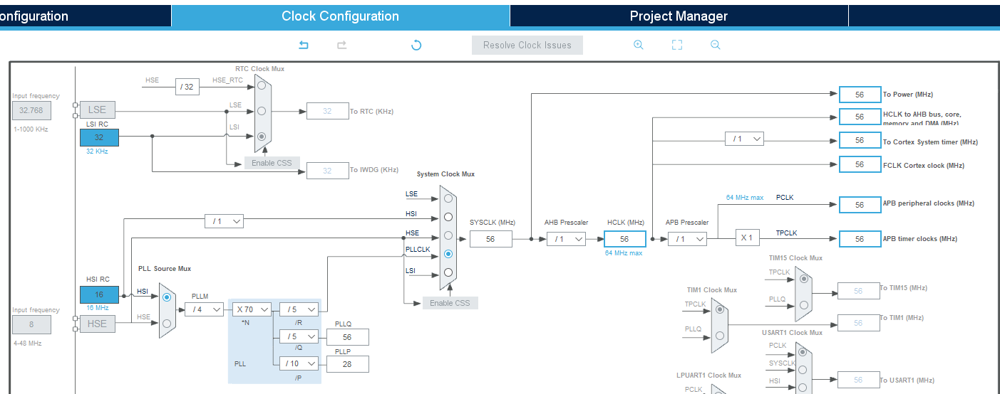 onfiguration
Clock Configuration
Project Manager
Resolve Clock Issues
RTC Clock Mux
HSE
/ 32
HSE_RTC
Input frequency
32.768
1-1000 KHz
LSE
LSE
32
To RTC (KHz)
LSI RC
32
32 KHz
LSI
Enable CSS
32
To IWDG (KHz)
56
To Power (MHz)
56
HCLK to AHB bus, core,
memory and DMA (MHz)
/ 1
56
To Cortex System timer (MHz)
56
FCLK Cortex clock (MHz)
System Clock Mux
LSE
HSI
/ 1
HSE
PLLCLK
LSI
Enable CSS
SYSCLK (MHz)
56
AHB Prescaler
/ 1
HCLK (MHz)
56
64 MHz max
APB Prescaler
/ 1
64 MHz max
PCLK
56
APB peripheral clocks (MHz)
X 1
TPCLK
56
APB timer clocks (MHz)
PLL Source Mux
HSI RC
16
16 MHz
HSI
HSE
Input frequency
8
4-48 MHz
HSE
PLLM
/ 4
X 70
*N
/ 5
/R
/ 5
/Q
/ 10
/P
PLL
PLLQ
56
PLLP
28
TIM15 Clock Mux
TPCLK
PLLQ
56
To TIM15 (MHz)
TIM1 Clock Mux
TPCLK
PLLQ
56
To TIM1 (MHz)
USART1 Clock Mux
PCLK
SYSCLK
HSI
56
To USART1 (MHz)
LPUART1 Clock Mux
PCLK